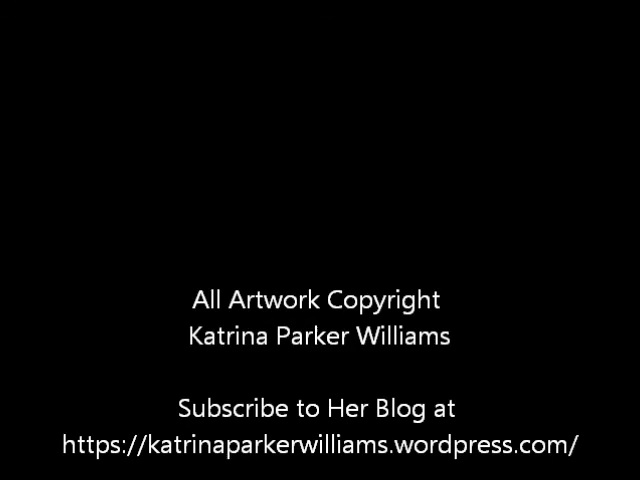 All Artwork Copyright
Katrina Parker Williams
Subscribe to Her Blog at
https://katrinaparkerwilliams.wordpress.com/